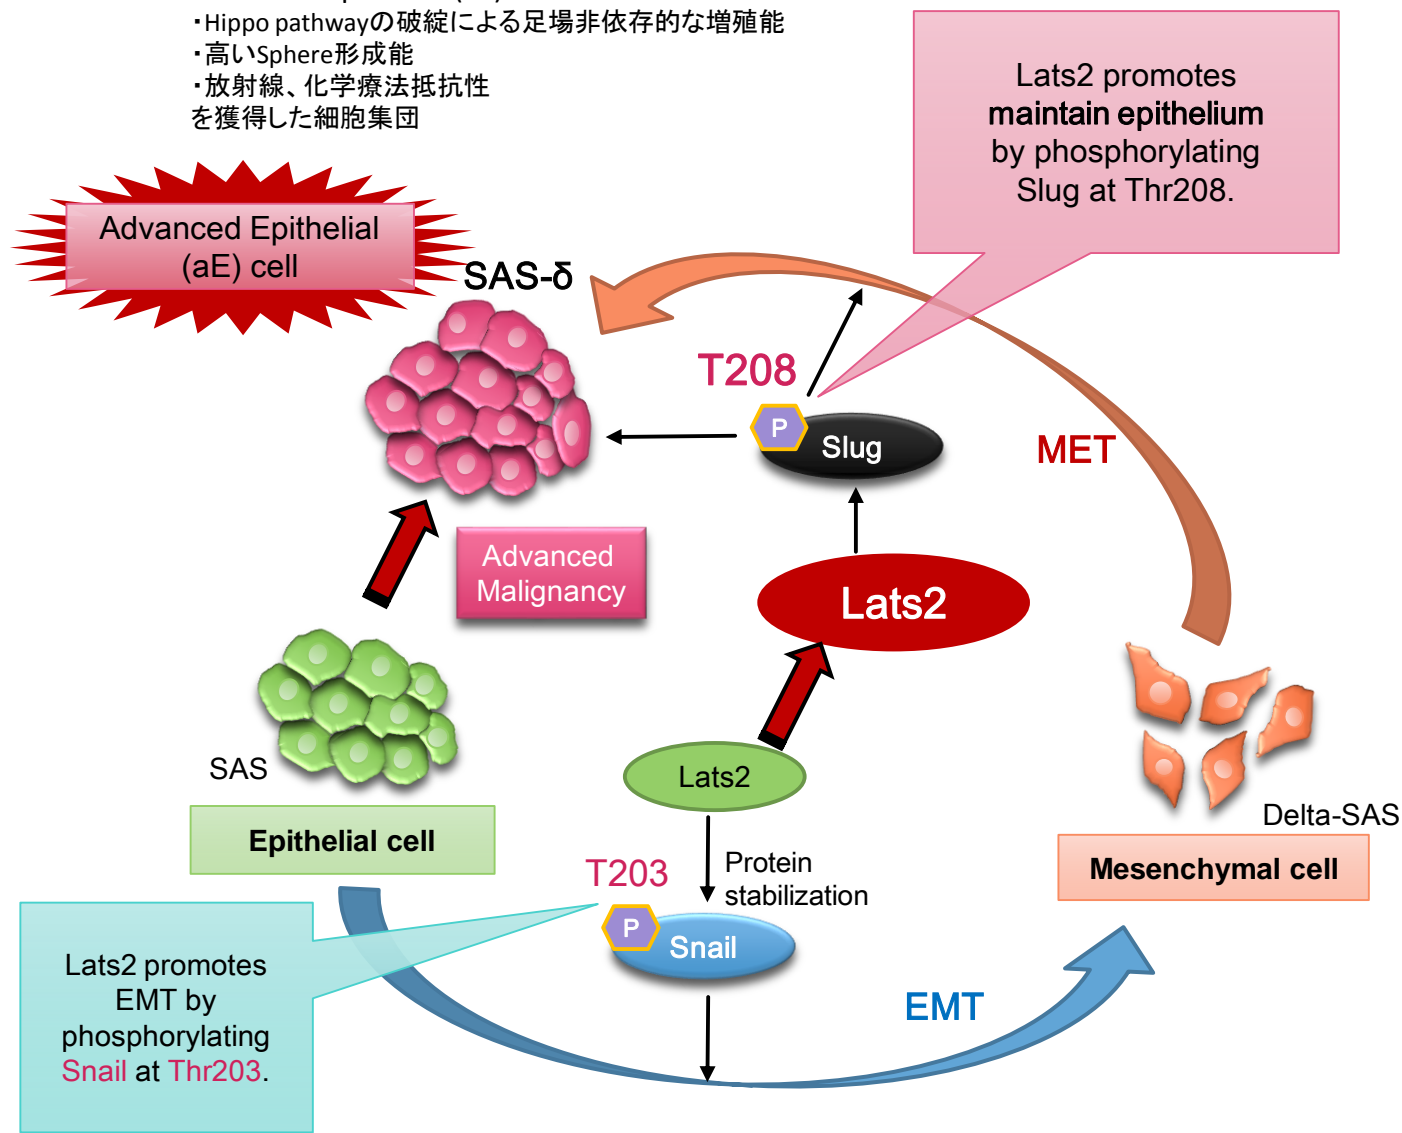 ・Hippo pathwayの破綻による足場非依存的な増殖能
・高いSphere形成能
・放射線、化学療法抵抗性
を獲得した細胞集団
Lats2 promotes
maintain epithelium
by phosphorylating
Slug at Thr208.
Advanced Epithelial
(aE) cell
SAS-δ
T208
P
Slug
MET
Advanced
Malignancy
Lats2
SAS
Lats2
Epithelial cell
Delta-SAS
Mesenchymal cell
T203
Protein
stabilization
P
Snail
Lats2 promotes
EMT by
phosphorylating
Snail at Thr203.
EMT